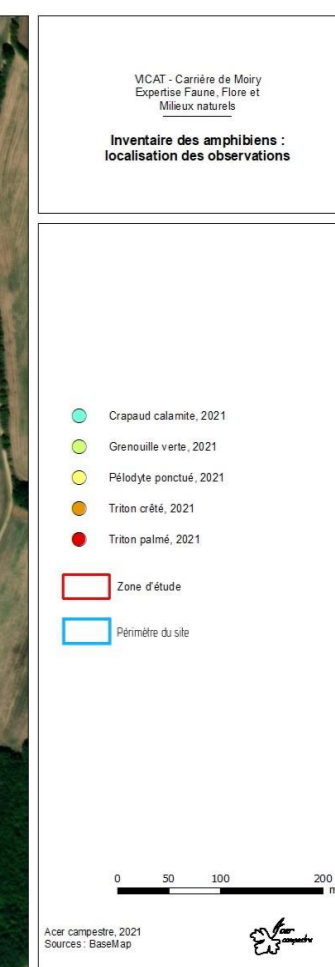 VICAT - Carrière de Moiry
Expertise Faune, Flore et
Milieux naturels
Inventaire des amphibiens :
localisation des observations
Crapaud calamite, 2021
Grenouille verte, 2021
Pélodyte ponctué, 2021
Triton crêté, 2021
Triton palmé, 2021
Zone d'étude
Périmètre du site
0 50 100 200
m
Acer campestre, 2021
Sources : BaseMap
Acer
campestre